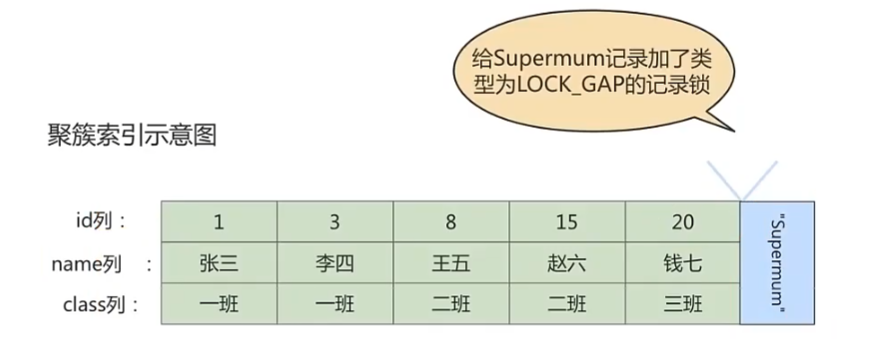 给Supermum记录加了类
型为LOCK_GAP的记录锁
聚簇索引示意图
id列： 1 3 8 15 20 "Supermum"
name列 ： 张三 李四 王五 赵六 钱七
class列： 一班 一班 二班 二班 三班